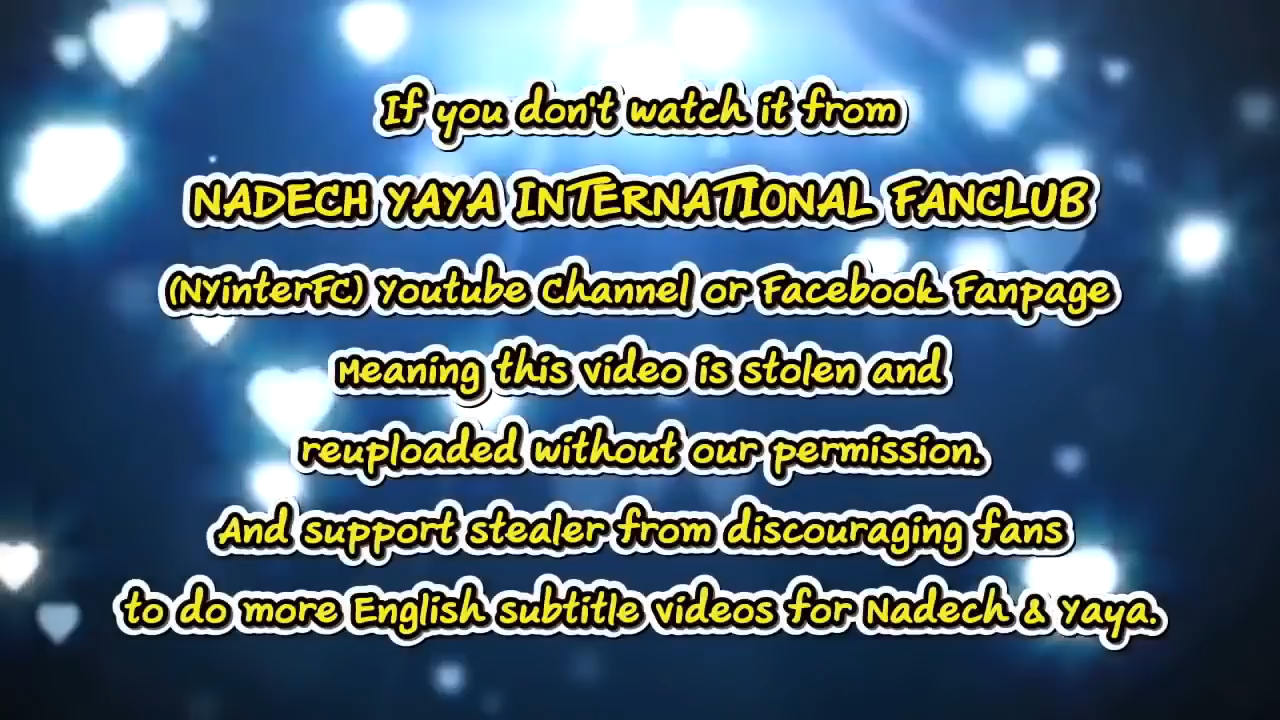 If you don't watch it from
NADECH YAYA INTERNATIONAL FANCLUB
(NYinterFC) Youtube Channel or Facebook Fanpage
Meaning this video is stolen and
reuploaded without our permission.
And support stealer from discouraging fans
to do more English subtitle videos for Nadech & Yaya.